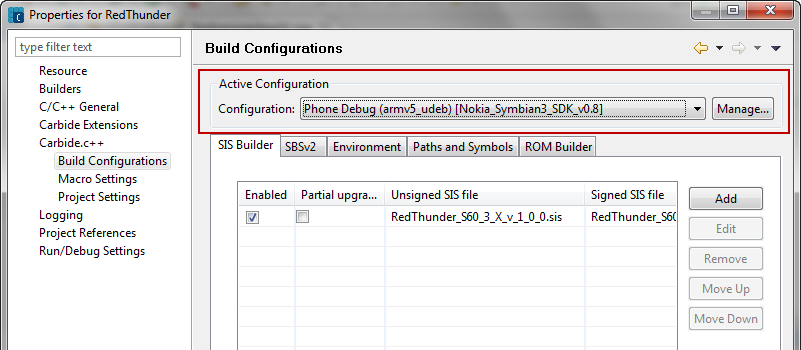 Properties for RedThunder
type filter text
Resource
Builders
C/C++ General
Carbide Extensions
Carbide.c++
Build Configurations
Macro Settings
Project Settings
Logging
Project References
Run/Debug Settings
Build Configurations
Active Configuration
Configuration: Phone Debug (armv5_udeb) [Nokia_Symbian3_SDK_v0.8] Manage...
SIS Builder SBSv2 Environment Paths and Symbols ROM Builder
Enabled Partial upgra... Unsigned SIS file Signed SIS file
RedThunder_S60_3_X_v_1_0_0.sis RedThunder_S60
Add
Edit
Remove
Move Up
Move Down